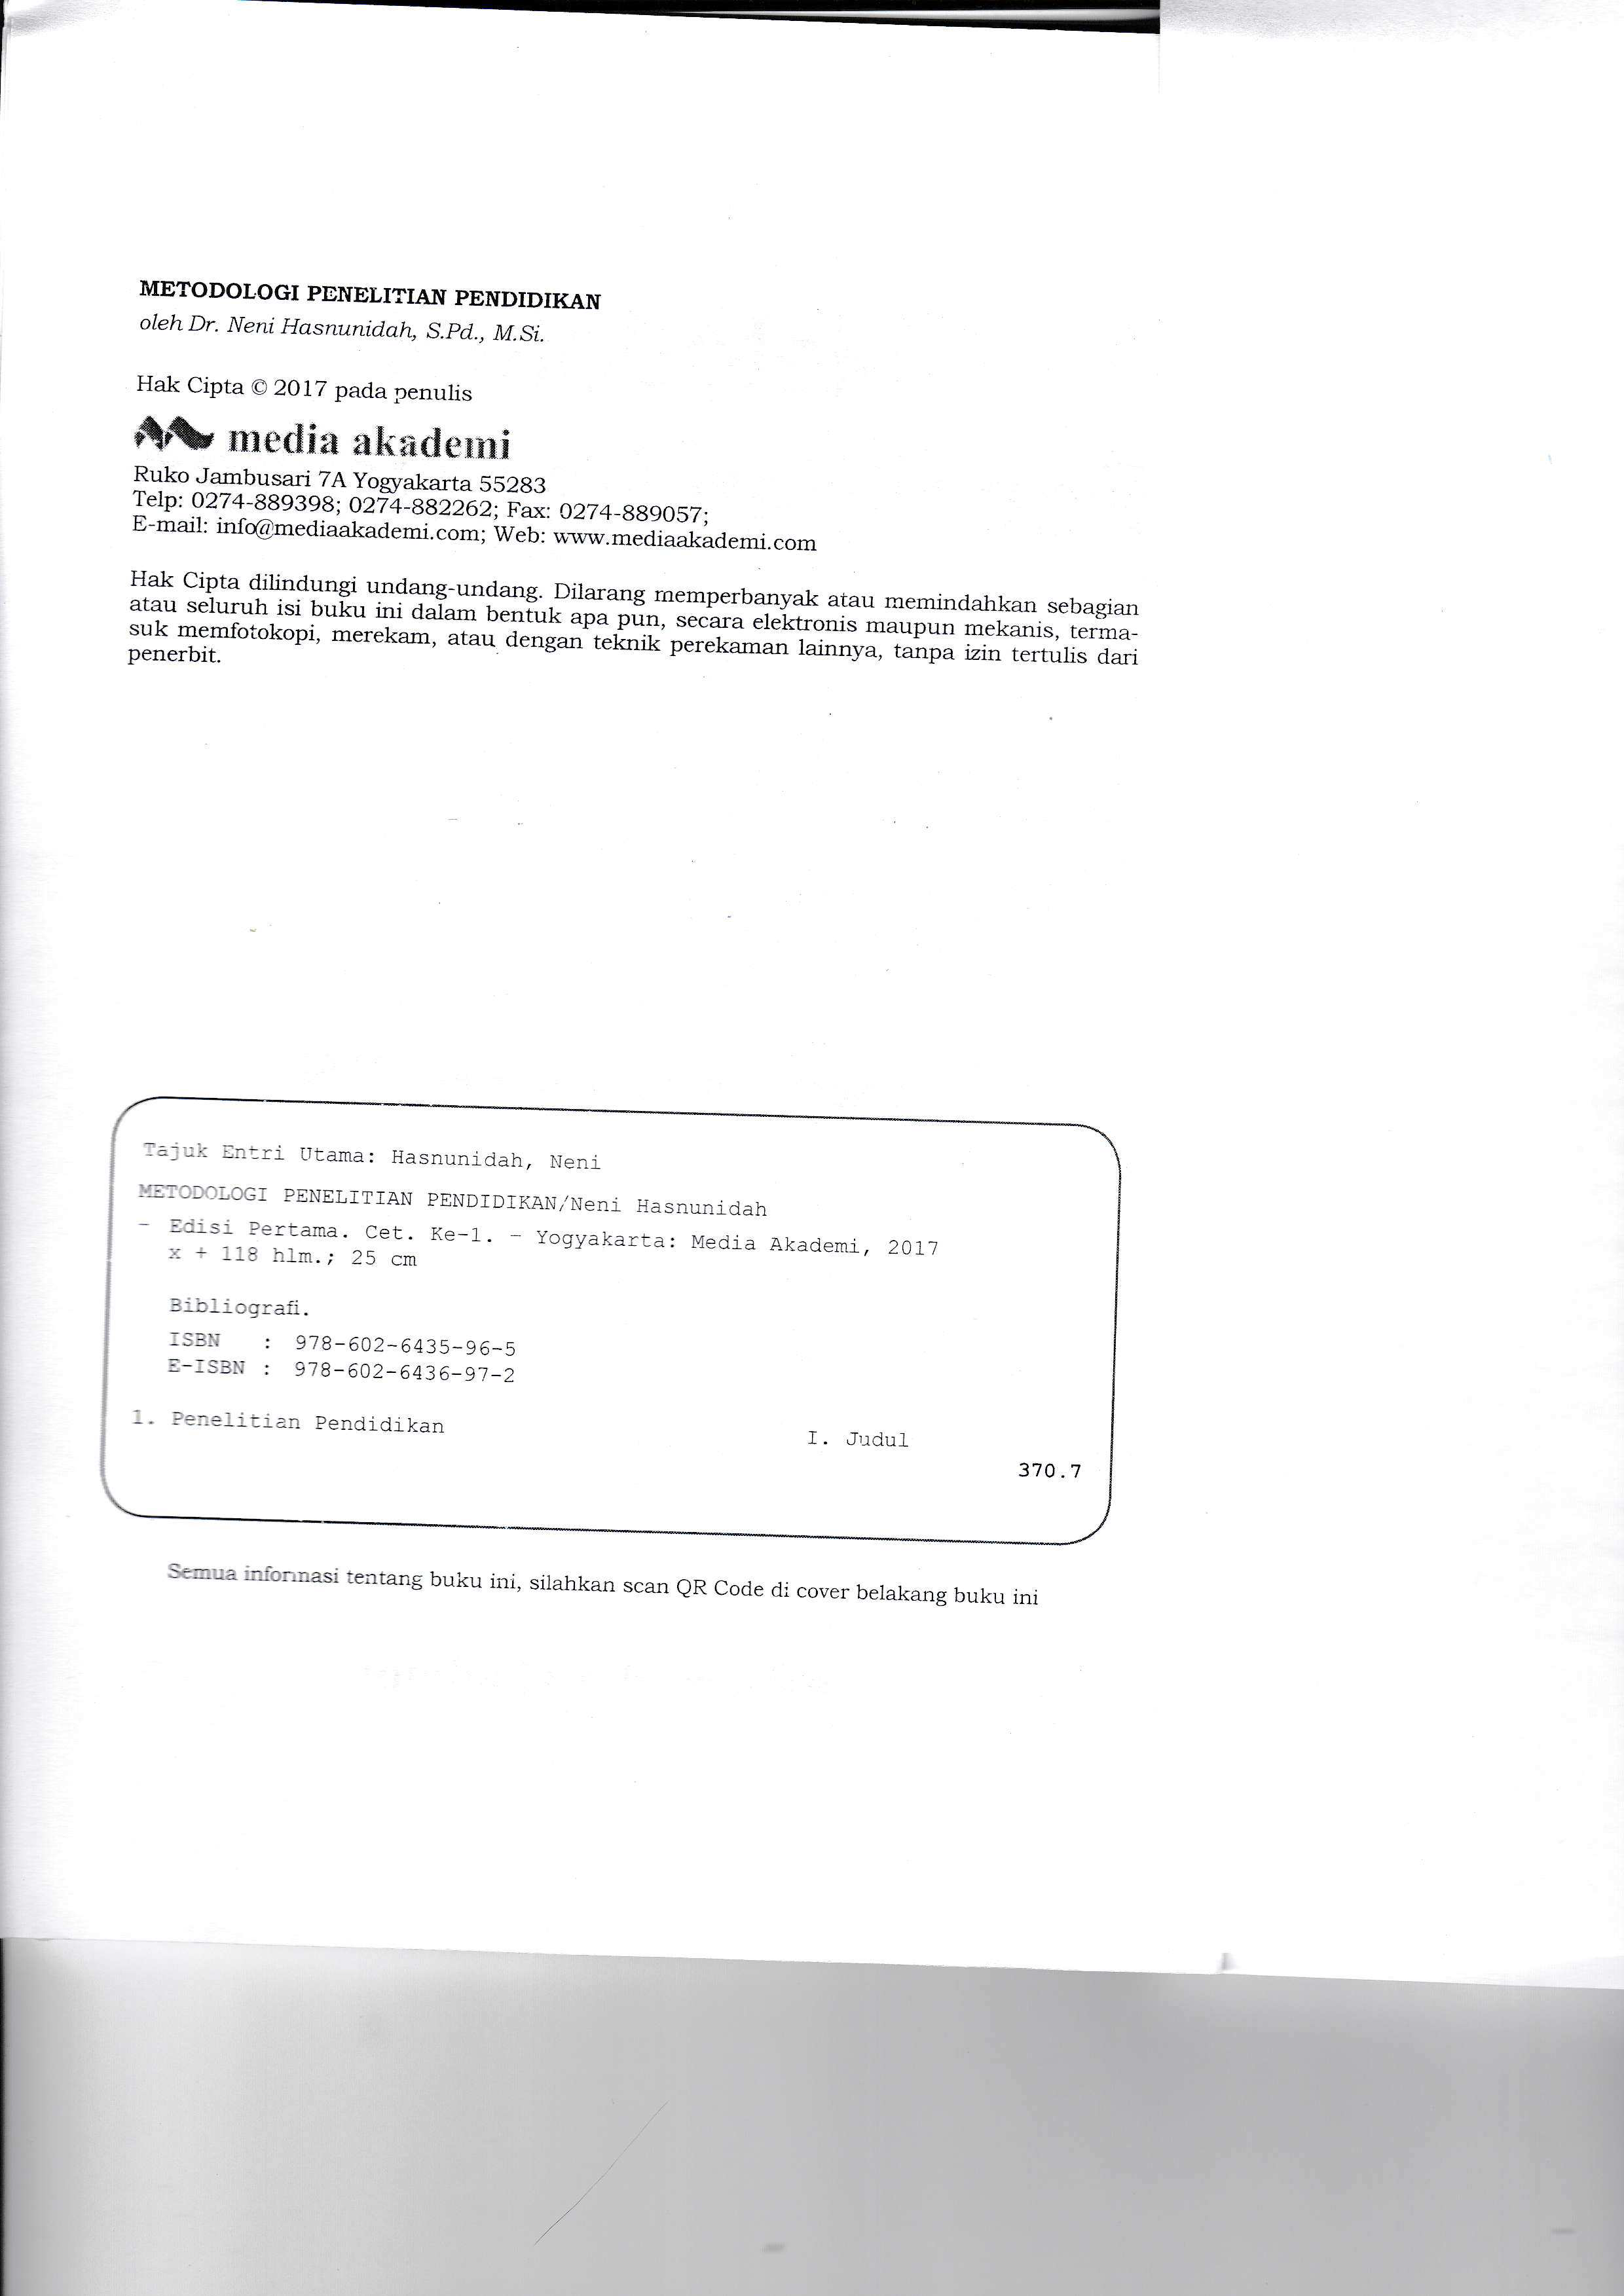 METODOLOGI PENELITIAN PENDIDIKAN
oleh Dr. Neni Hasnunidah, S.Pd., M.Si.
Hak Cipta © 2017 pada penulis
media akademi
Ruko Jambusari 7A Yogyakarta 55283
Telp: 0274-889398; 0274-882262; Fax: 0274-889057;
E-mail: info@mediaakademi.com; Web: www.mediaakademi.com
Hak Cipta dilindungi undang-undang. Dilarang memperbanyak atau memindahkan sebagian
atau seluruh isi buku ini dalam bentuk apa pun, secara elektronis maupun mekanis, terma-
suk memfotokopi, merekam, atau dengan teknik perekaman lainnya, tanpa izin tertulis dari
penerbit.
Tajuk Entri Utama: Hasnunidah, Neni
METODOLOGI PENELITIAN PENDIDIKAN/Neni Hasnunidah
- Edisi Pertama. Cet. Ke-1. - Yogyakarta: Media Akademi, 2017
x + 118 hlm.; 25 cm
Bibliografi.
ISBN : 978-602-6435-96-5
E-ISBN : 978-602-6436-97-2
1. Penelitian Pendidikan I. Judul
370.7
Semua informasi tentang buku ini, silahkan scan QR Code di cover belakang buku ini